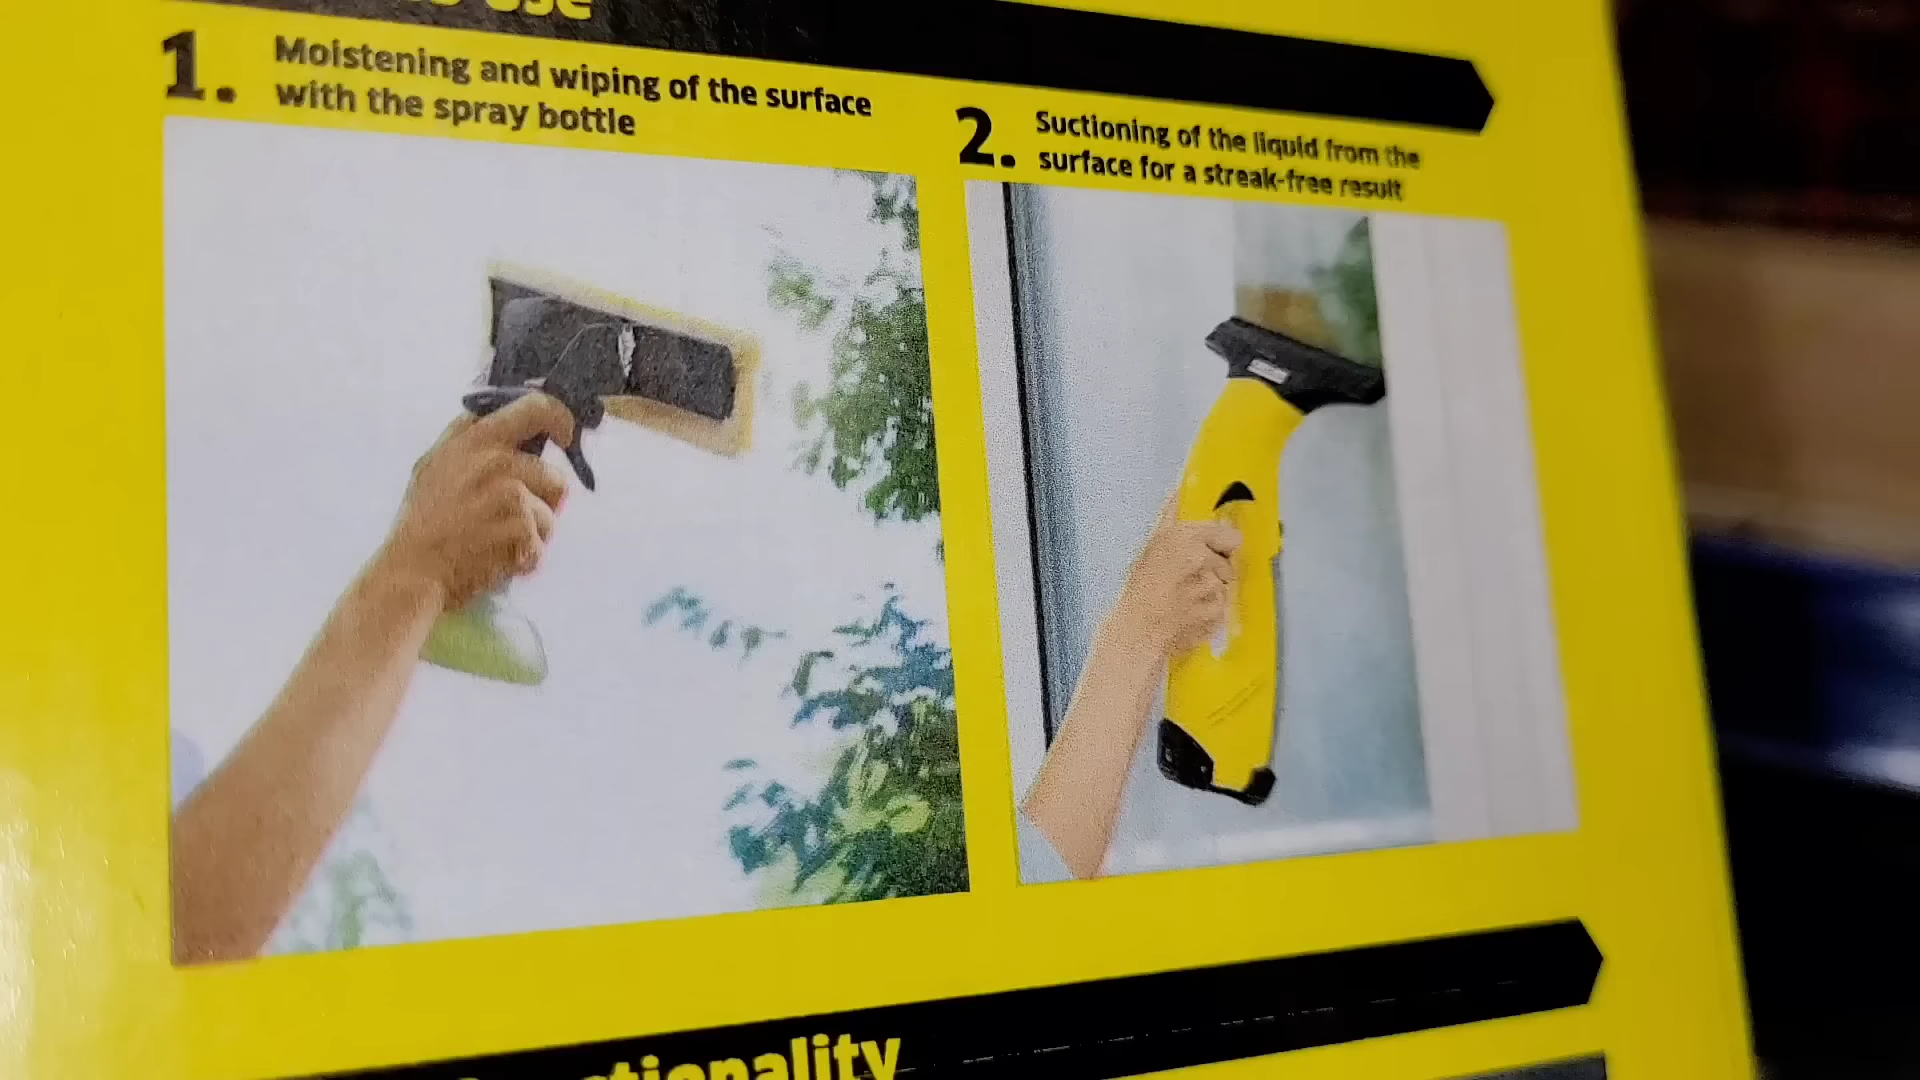 1. Moistening and wiping of the surface
with the spray bottle
2. Suctioning of the liquid from the
surface for a streak-free result